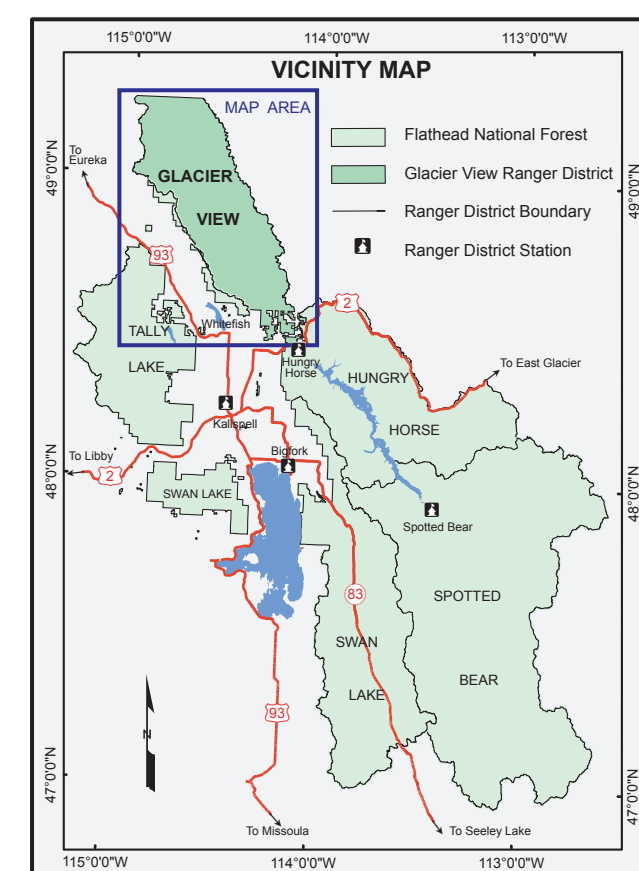 115°0'0"W
114°0'0"W
113°0'0"W
VICINITY MAP
MAP AREA
Flathead National Forest
Glacier View Ranger District
Ranger District Boundary
Ranger District Station
To
Eureka
49°0'0"N
49°0'0"N
GLACIER
VIEW
93
2
Whitefish
TALLY
LAKE
Hungry
Horse
To East Glacier
HUNGRY
HORSE
Kalispell
Bigfork
To Libby
2
48°0'0"N
48°0'0"N
SWAN LAKE
Spotted Bear
83
SPOTTED
BEAR
SWAN
LAKE
93
N
47°0'0"N
47°0'0"N
To Missoula
To Seeley Lake
115°0'0"W
114°0'0"W
113°0'0"W